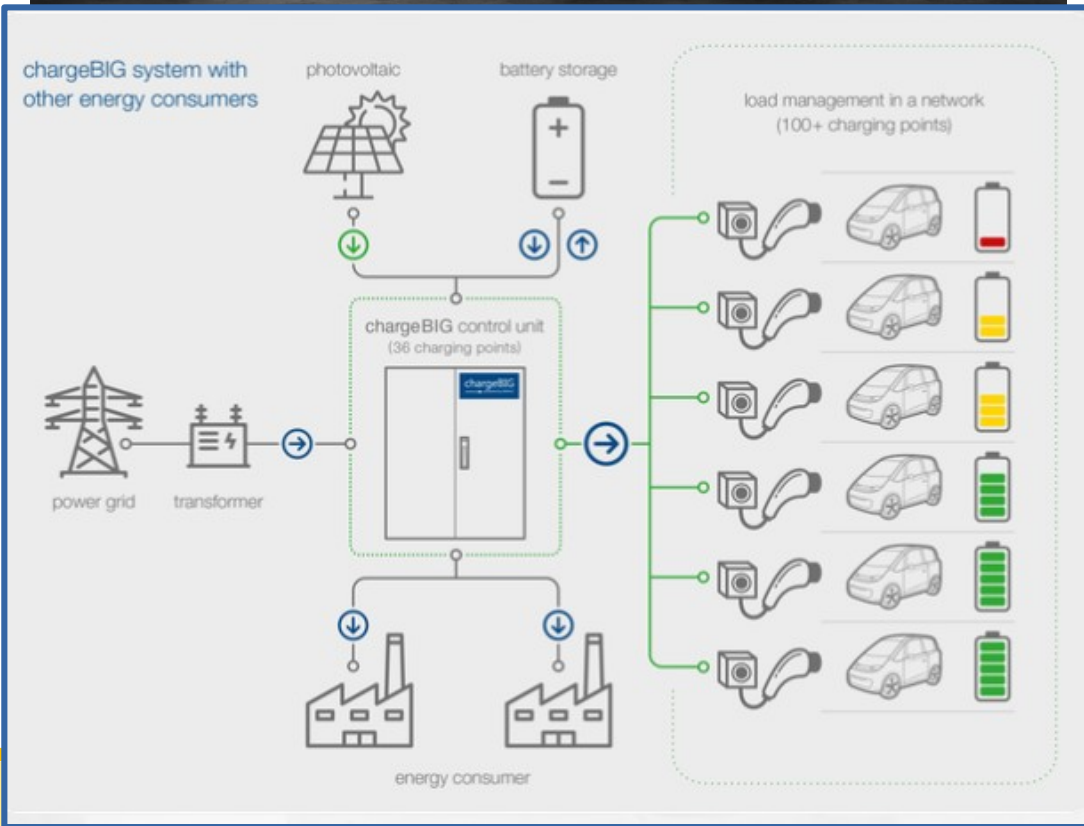 chargeBIG system with
other energy consumers
photovoltaic
battery storage
load management in a network
(100+ charging points)
chargeBIG control unit
(36 charging points)
chargeBIG
power grid
transformer
energy consumer